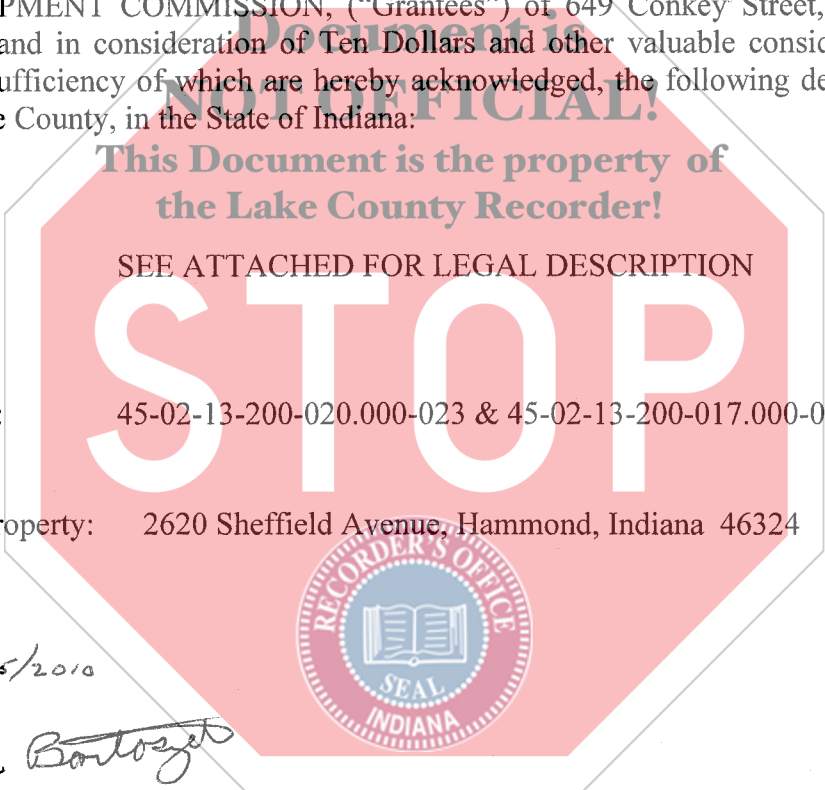 PMENT COMMISSION, ("Grantees") of 649 Conkey Street,
and in consideration of Ten Dollars and other valuable consid
Document is
ufficiency of which are hereby acknowledged, the following de
NOT OFFICIAL!
e County, in the State of Indiana:
This Document is the property of
the Lake County Recorder!
SEE ATTACHED FOR LEGAL DESCRIPTION
STOP
: 45-02-13-200-020.000-023 & 45-02-13-200-017.000-0
roperty: 2620 Sheffield Avenue, Hammond, Indiana 46324
RECORDER'S OFFICE
SEAL
INDIANA
5/2010